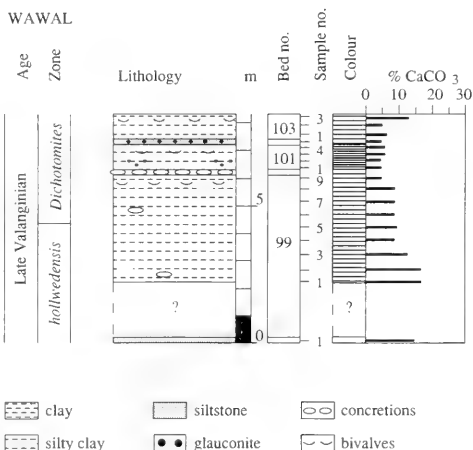 WAWAL
Age
Zone
Lithology
m
Bed no.
Sample no.
Colour
% CaCO 3
0 10 30
Late Valanginian
Dichotomites
hollwedensis
5
0
?
103
101
99
3
1
4
1
9
7
5
3
1
1
?
clay
siltstone
concretions
silty clay
glauconite
bivalves